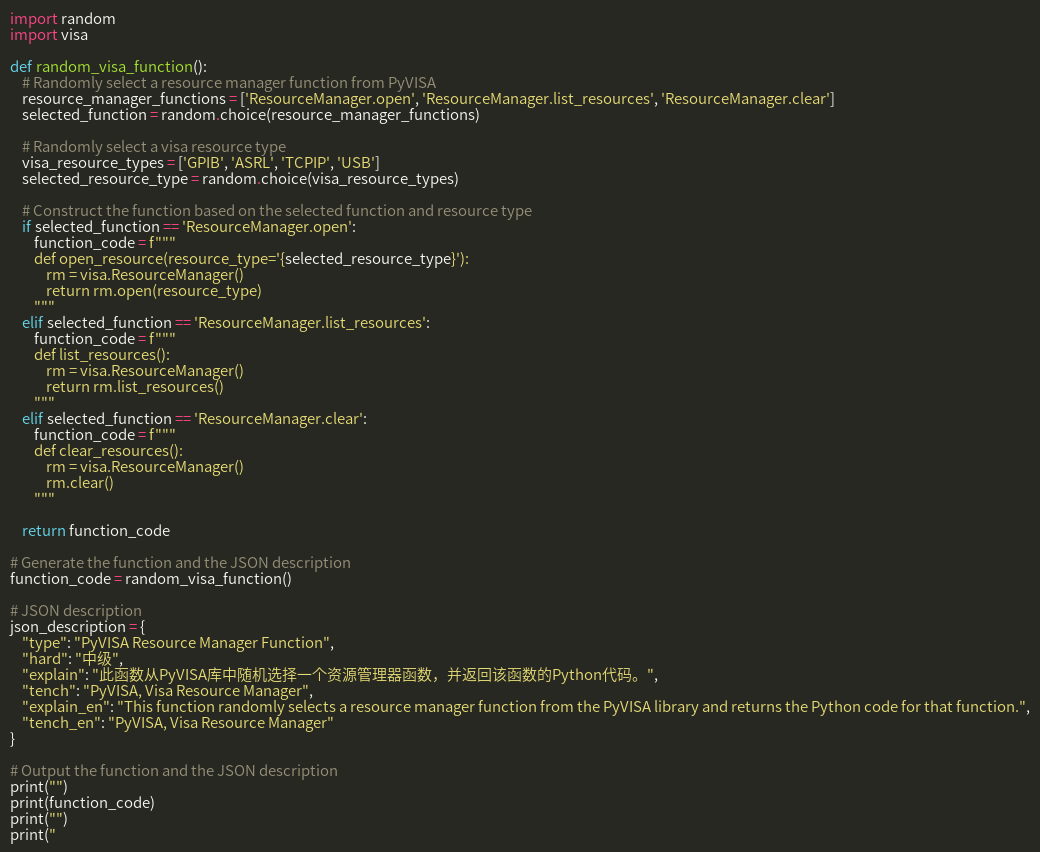 import random
import visa

def random_visa_function():
    # Randomly select a resource manager function from PyVISA
    resource_manager_functions = ['ResourceManager.open', 'ResourceManager.list_resources', 'ResourceManager.clear']
    selected_function = random.choice(resource_manager_functions)

    # Randomly select a visa resource type
    visa_resource_types = ['GPIB', 'ASRL', 'TCPIP', 'USB']
    selected_resource_type = random.choice(visa_resource_types)

    # Construct the function based on the selected function and resource type
    if selected_function == 'ResourceManager.open':
        function_code = f"""
        def open_resource(resource_type='{selected_resource_type}'):
            rm = visa.ResourceManager()
            return rm.open(resource_type)
        """
    elif selected_function == 'ResourceManager.list_resources':
        function_code = f"""
        def list_resources():
            rm = visa.ResourceManager()
            return rm.list_resources()
        """
    elif selected_function == 'ResourceManager.clear':
        function_code = f"""
        def clear_resources():
            rm = visa.ResourceManager()
            rm.clear()
        """

    return function_code

# Generate the function and the JSON description
function_code = random_visa_function()

# JSON description
json_description = {
    "type": "PyVISA Resource Manager Function",
    "hard": "中级",
    "explain": "此函数从PyVISA库中随机选择一个资源管理器函数，并返回该函数的Python代码。",
    "tench": "PyVISA, Visa Resource Manager",
    "explain_en": "This function randomly selects a resource manager function from the PyVISA library and returns the Python code for that function.",
    "tench_en": "PyVISA, Visa Resource Manager"
}

# Output the function and the JSON description
print("")
print(function_code)
print("")
print("